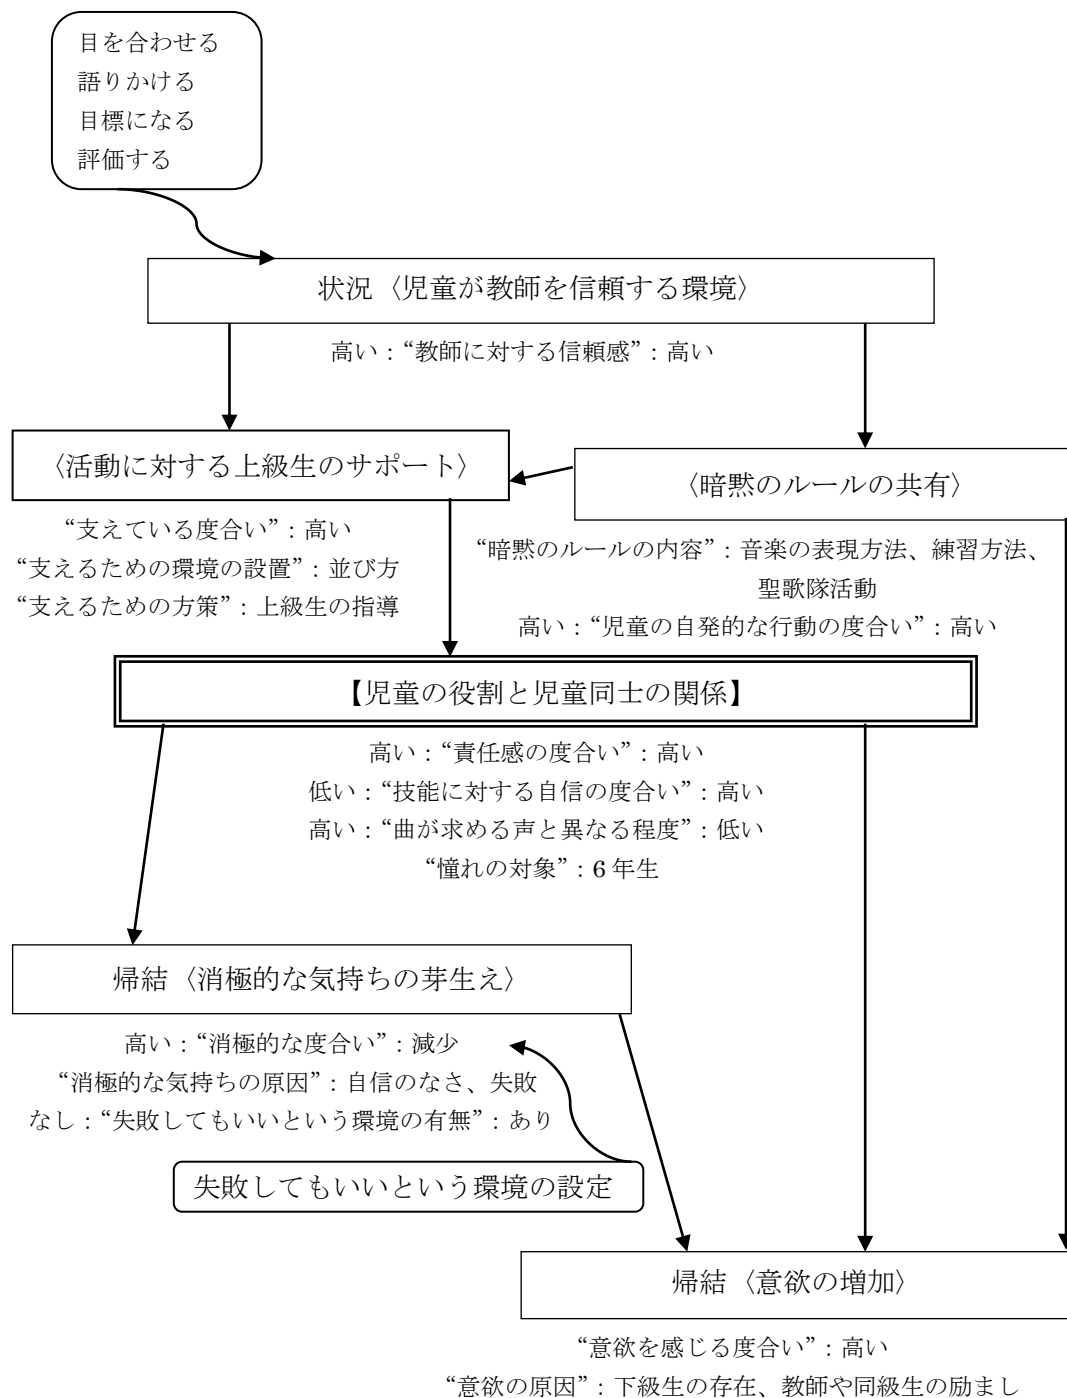 目を合わせる
語りかける
目標になる
評価する
状況〈児童が教師を信頼する環境〉
高い：“教師に対する信頼感”：高い
〈活動に対する上級生のサポート〉
〈暗黙のルールの共有〉
“支えている度合い”：高い
“支えるための環境の設置”：並び方
“支えるための方策”：上級生の指導
“暗黙のルールの内容”：音楽の表現方法、練習方法、
聖歌隊活動
高い：“児童の自発的な行動の度合い”：高い
【児童の役割と児童同士の関係】
高い：“責任感の度合い”：高い
低い：“技能に対する自信の度合い”：高い
高い：“曲が求める声と異なる程度”：低い
“憧れの対象”：6 年生
帰結〈消極的な気持ちの芽生え〉
高い：“消極的な度合い”：減少
“消極的な気持ちの原因”：自信のなさ、失敗
なし：“失敗してもいいという環境の有無”：あり
失敗してもいいという環境の設定
帰結〈意欲の増加〉
“意欲を感じる度合い”：高い
“意欲の原因”：下級生の存在、教師や同級生の励まし